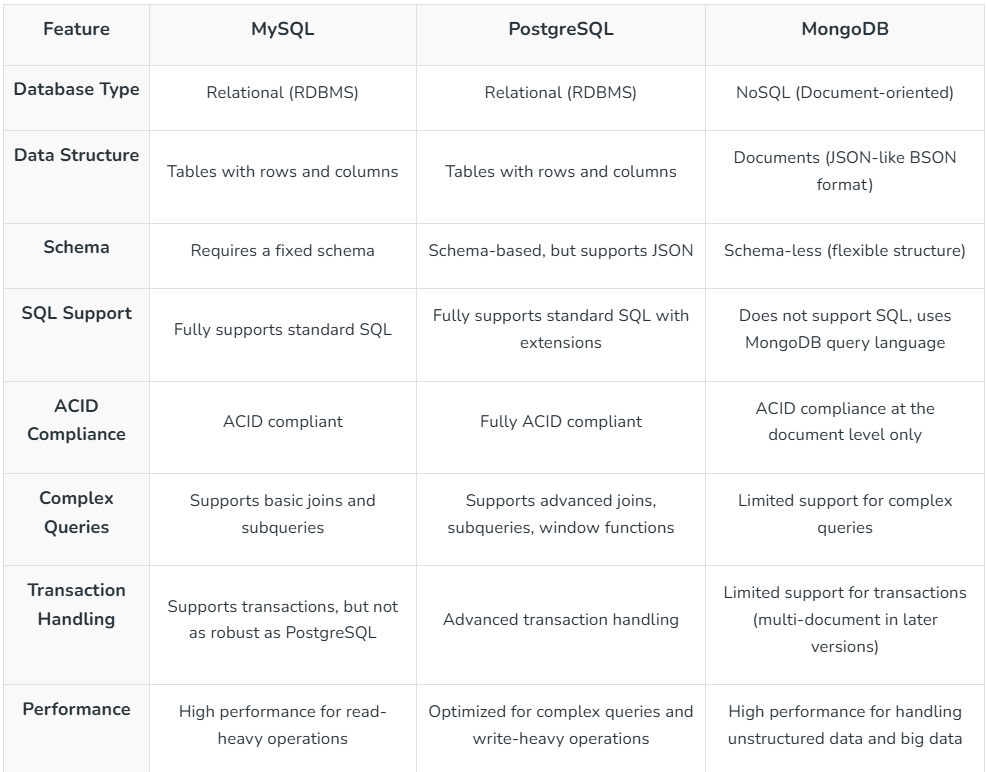 Feature
MySQL
PostgreSQL
MongoDB
Database Type
Relational (RDBMS)
Relational (RDBMS)
NoSQL (Document-oriented)
Data Structure
Tables with rows and columns
Tables with rows and columns
Documents (JSON-like BSON
format)
Schema
Requires a fixed schema
Schema-based, but supports JSON
Schema-less (flexible structure)
SQL Support
Fully supports standard SQL
Fully supports standard SQL with
extensions
Does not support SQL, uses
MongoDB query language
ACID
Compliance
ACID compliant
Fully ACID compliant
ACID compliance at the
document level only
Complex
Queries
Supports basic joins and
subqueries
Supports advanced joins,
subqueries, window functions
Limited support for complex
queries
Transaction
Handling
Supports transactions, but not
as robust as PostgreSQL
Advanced transaction handling
Limited support for transactions
(multi-document in later
versions)
Performance
High performance for read-
heavy operations
Optimized for complex queries and
write-heavy operations
High performance for handling
unstructured data and big data